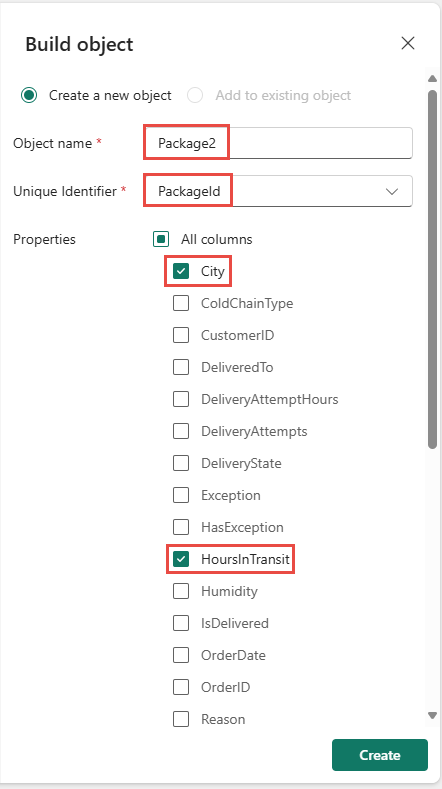 Build object
Create a new object Add to existing object
Object name * Package2
Unique Identifier * PackageId
Properties All columns
City
ColdChainType
CustomerID
DeliveredTo
DeliveryAttemptHours
DeliveryAttempts
DeliveryState
Exception
HasException
HoursInTransit
Humidity
IsDelivered
OrderDate
OrderID
Reason
Create